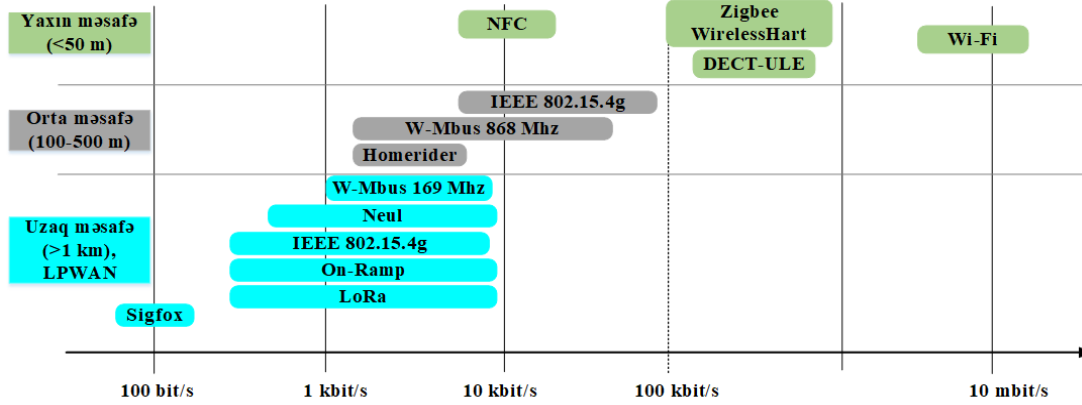 Yaxın məsafə
(<50 m)
NFC
Zigbee
WirelessHart
DECT-ULE
Wi-Fi
Orta məsafə
(100-500 m)
IEEE 802.15.4g
W-Mbus 868 Mhz
Homerider
Uzaq məsafə
(>1 km),
LPWAN
W-Mbus 169 Mhz
Neul
IEEE 802.15.4g
On-Ramp
LoRa
Sigfox
100 bit/s
1 kbit/s
10 kbit/s
100 kbit/s
10 mbit/s